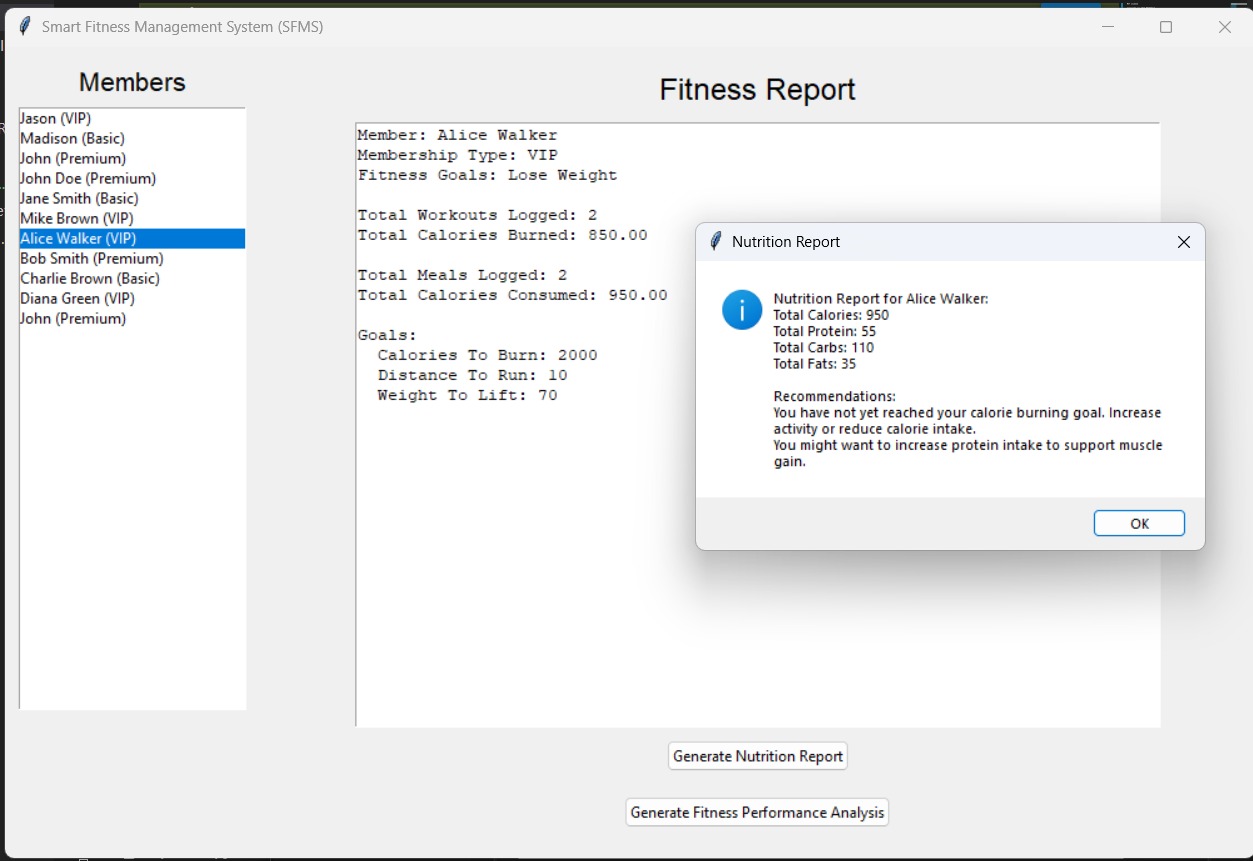 Smart Fitness Management System (SFMS)
Members
Jason (VIP)
Madison (Basic)
John (Premium)
John Doe (Premium)
Jane Smith (Basic)
Mike Brown (VIP)
Alice Walker (VIP)
Bob Smith (Premium)
Charlie Brown (Basic)
Diana Green (VIP)
John (Premium)
Fitness Report
Member: Alice Walker
Membership Type: VIP
Fitness Goals: Lose Weight
Total Workouts Logged: 2
Total Calories Burned: 850.00
Total Meals Logged: 2
Total Calories Consumed: 950.00
Goals:
Calories To Burn: 2000
Distance To Run: 10
Weight To Lift: 70
Nutrition Report
Nutrition Report for Alice Walker:
Total Calories: 950
Total Protein: 55
Total Carbs: 110
Total Fats: 35
Recommendations:
You have not yet reached your calorie burning goal. Increase
activity or reduce calorie intake.
You might want to increase protein intake to support muscle
gain.
OK
Generate Nutrition Report
Generate Fitness Performance Analysis